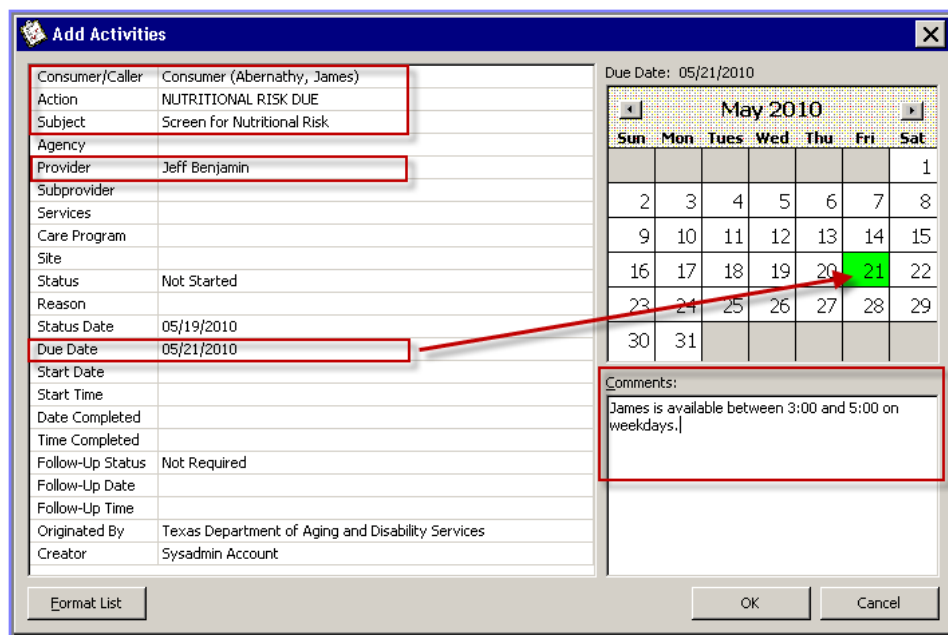 Add Activities
Consumer/Caller Consumer (Abernathy, James)
Action NUTRITIONAL RISK DUE
Subject Screen for Nutritional Risk
Agency
Provider Jeff Benjamin
Subprovider
Services
Care Program
Site
Status Not Started
Reason
Status Date 05/19/2010
Due Date 05/21/2010
Start Date
Start Time
Date Completed
Time Completed
Follow-Up Status Not Required
Follow-Up Date
Follow-Up Time
Originated By Texas Department of Aging and Disability Services
Creator Sysadmin Account
Due Date: 05/21/2010
May 2010
Sun Mon Tues Wed Thu Fri Sat
1
2 3 4 5 6 7 8
9 10 11 12 13 14 15
16 17 18 19 20 21 22
23 24 25 26 27 28 29
30 31
Comments:
James is available between 3:00 and 5:00 on
weekdays.
Format List OK Cancel